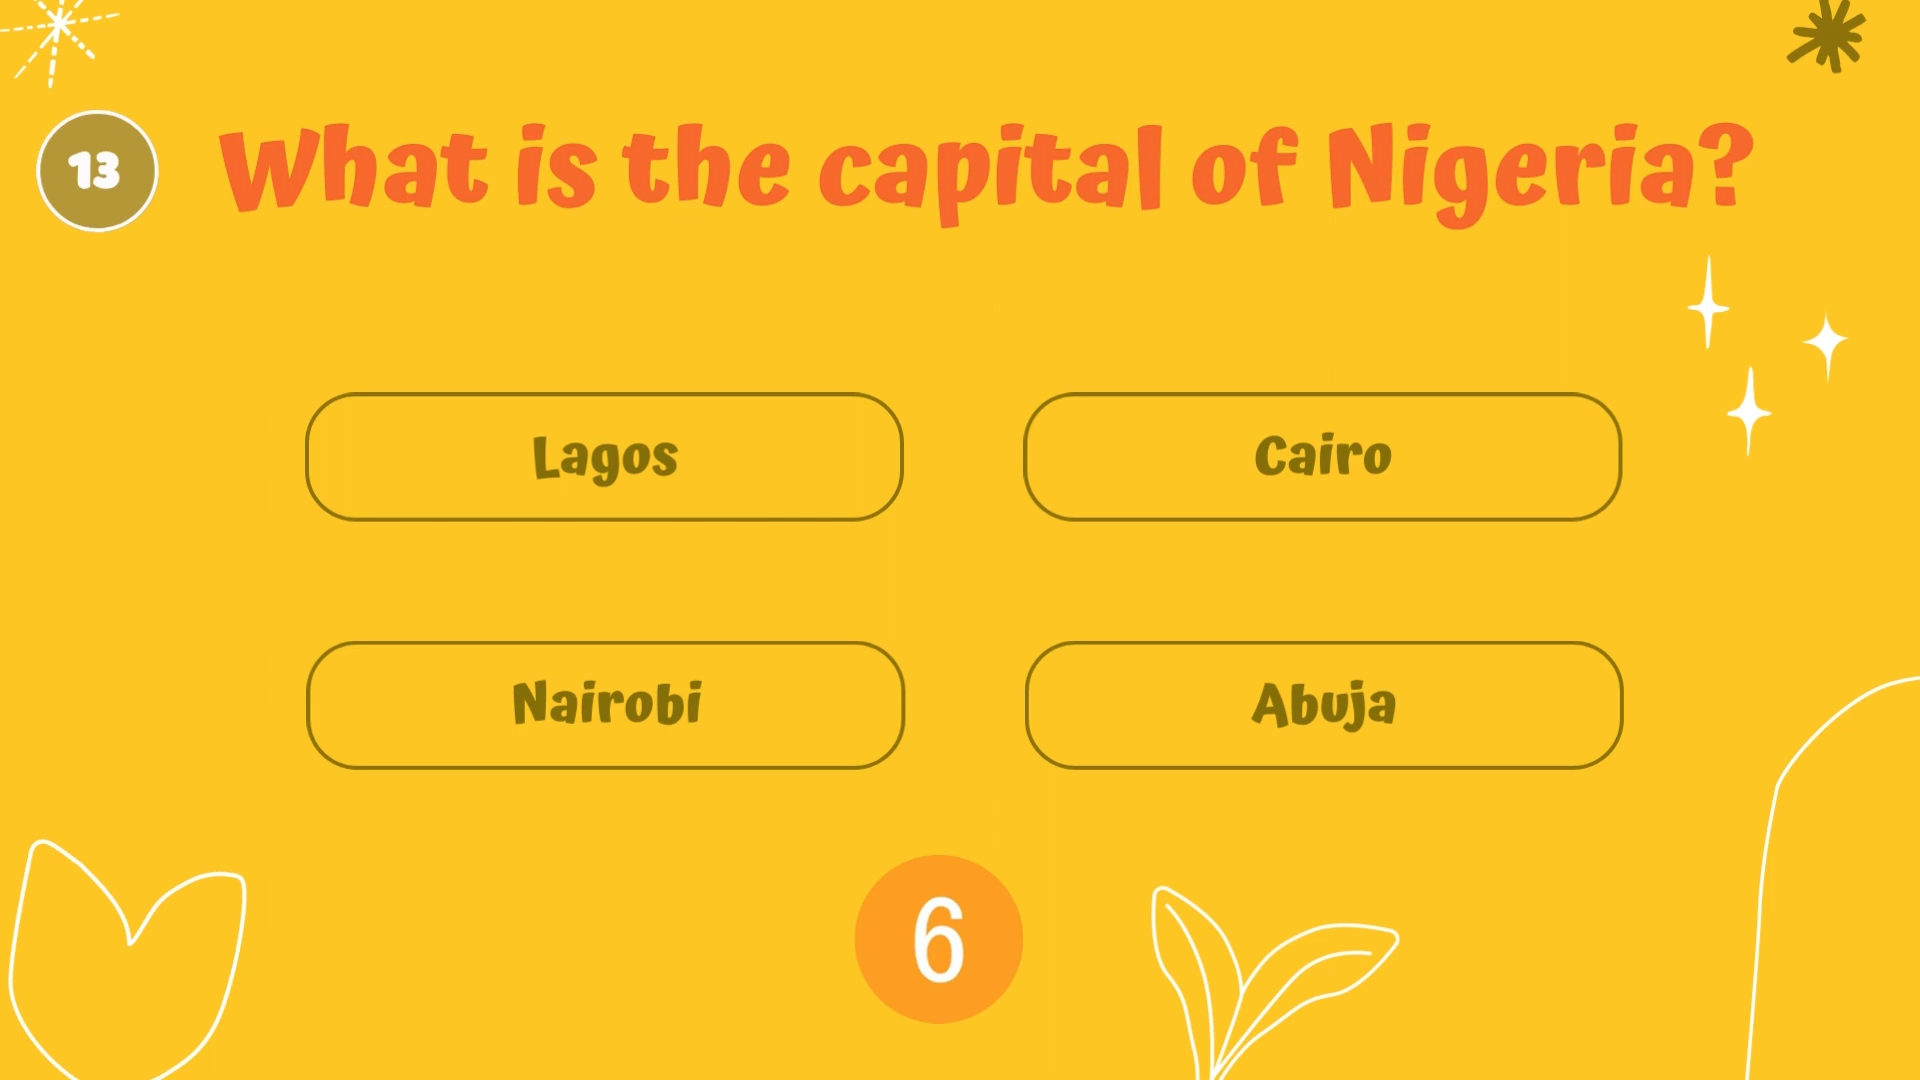 13
What is the capital of Nigeria?
Lagos
Cairo
Nairobi
Abuja
6